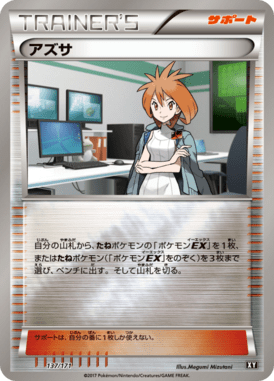 TRAINER'S
サポート
アズサ
自分の山札から、たねポケモンの「ポケモンEX」を1枚、
またはたねポケモン（「ポケモンEX」をのぞく）を3枚まで
選び、ベンチに出す。そして山札を切る。
サポートは、自分の番に1枚しか使えない。
137/171
Illus.Megumi Mizutani
XY
©2017 Pokémon/Nintendo/Creatures/GAME FREAK.